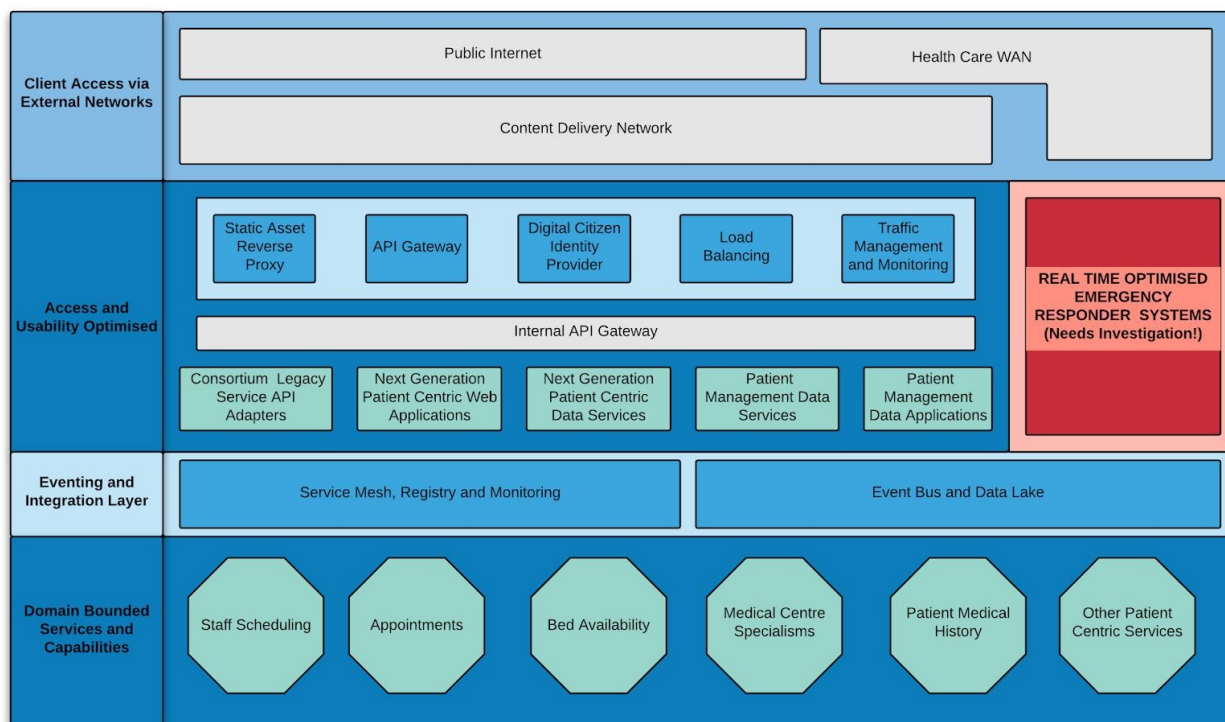 Client Access via
External Networks
Public Internet
Health Care WAN
Content Delivery Network
Access and
Usability Optimised
Static Asset
Reverse
Proxy
API Gateway
Digital Citizen
Identity
Provider
Load
Balancing
Traffic
Management
and Monitoring
Internal API Gateway
Consortium Legacy
Service API
Adapters
Next Generation
Patient Centric Web
Applications
Next Generation
Patient Centric
Data Services
Patient
Management Data
Services
Patient
Management
Data Applications
REAL TIME OPTIMISED
EMERGENCY
RESPONDER SYSTEMS
(Needs Investigation!)
Eventing and
Integration Layer
Service Mesh, Registry and Monitoring
Event Bus and Data Lake
Domain Bounded
Services and
Capabilities
Staff Scheduling
Appointments
Bed Availability
Medical Centre
Specialisms
Patient Medical
History
Other Patient
Centric Services